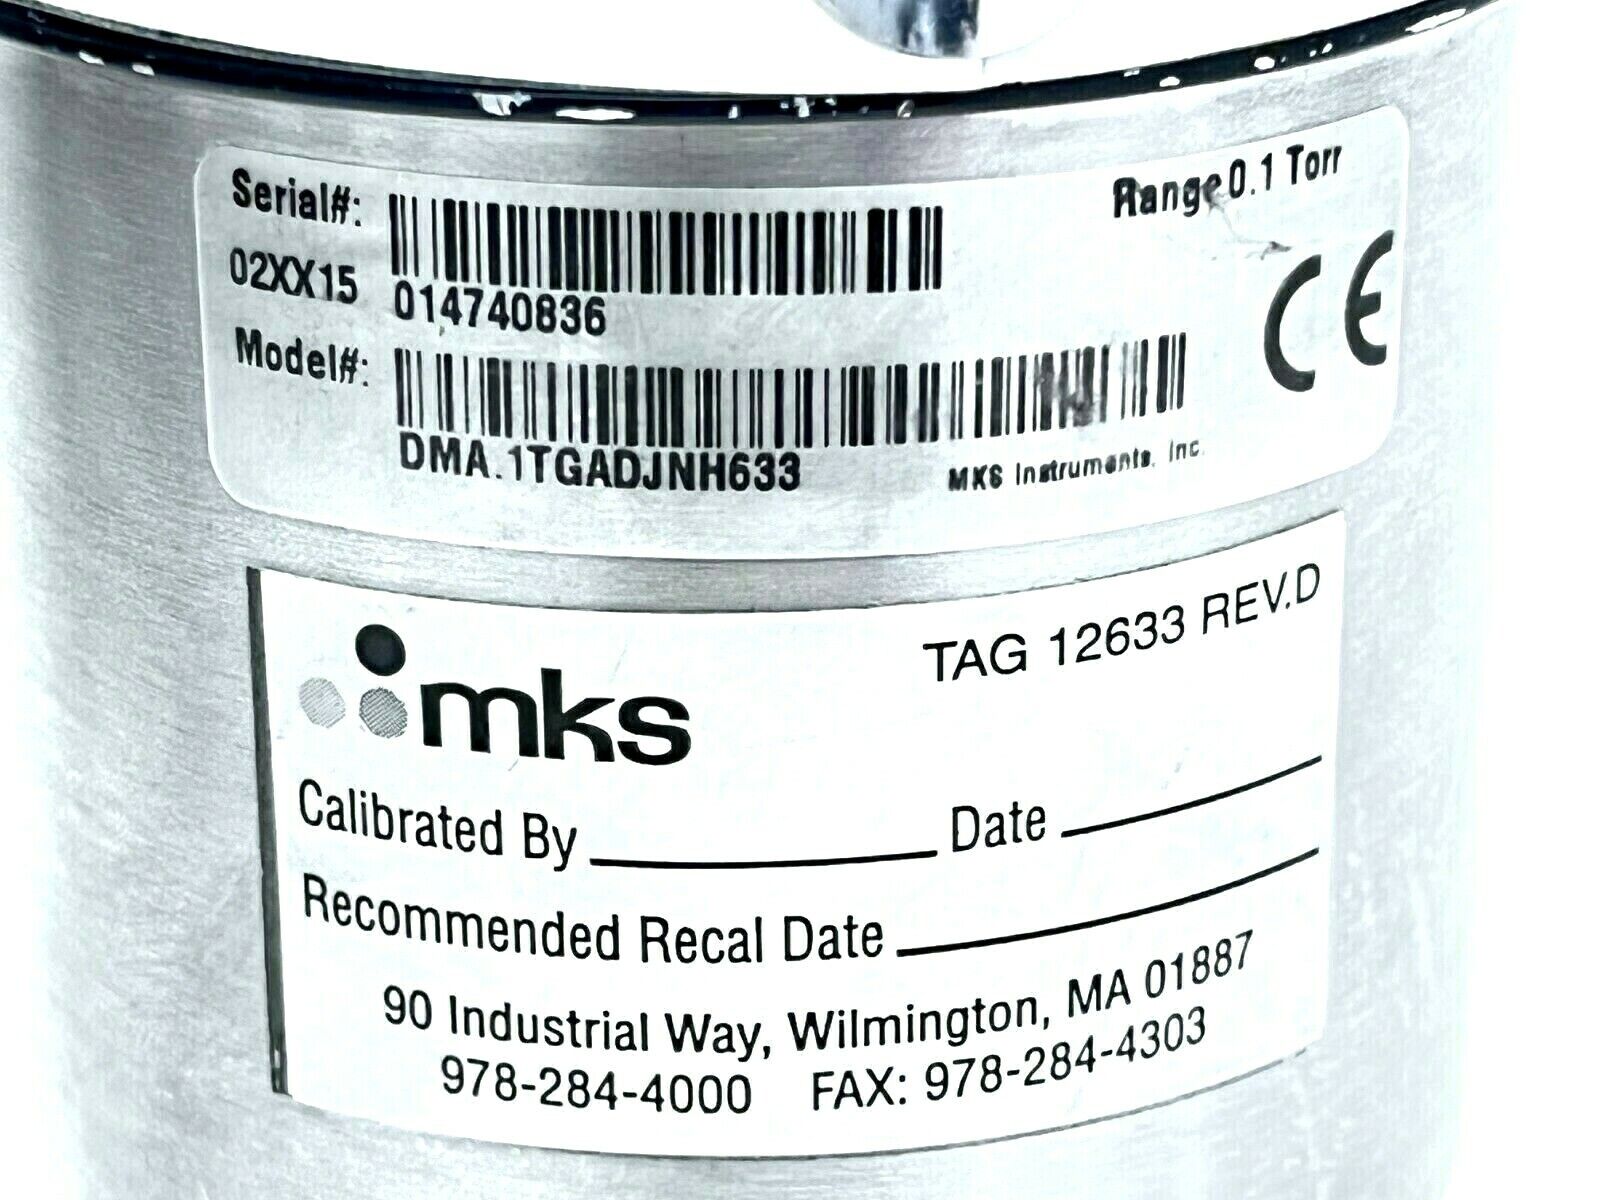 Serial#:
Range 0.1 Torr
02XX15
014740836
CE
Model#:
DMA.1TGADJNH633
MKS Instruments, Inc.
mks
TAG 12633 REV.D
Calibrated By Date
Recommended Recal Date
90 Industrial Way, Wilmington, MA 01887
978-284-4000 FAX: 978-284-4303